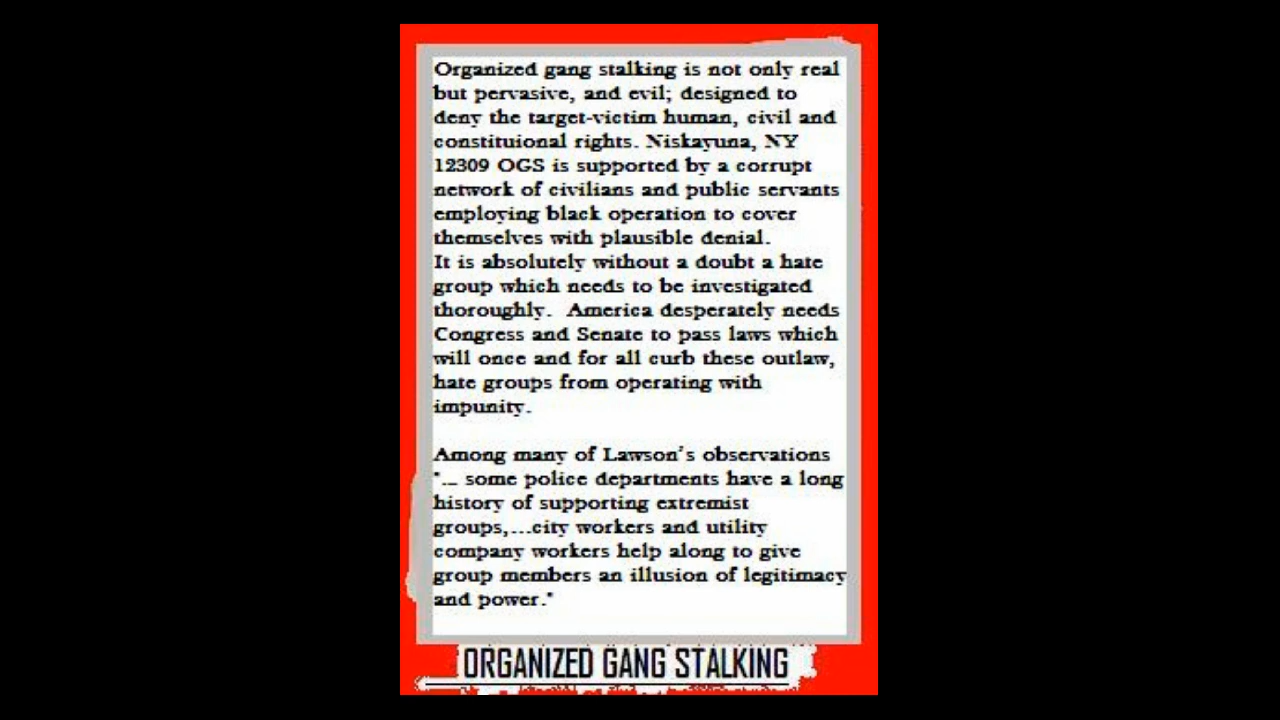 Organized gang stalking is not only real
but pervasive, and evil; designed to
deny the target-victim human, civil and
constituional rights. Niskayuna, NY
12309 OGS is supported by a corrupt
network of civilians and public servants
employing black operation to cover
themselves with plausible denial.
It is absolutely without a doubt a hate
group which needs to be investigated
thoroughly. America desperately needs
Congress and Senate to pass laws which
will once and for all curb these outlaw,
hate groups from operating with
impunity.
Among many of Lawson's observations
"... some police departments have a long
history of supporting extremist
groups,...city workers and utility
company workers help along to give
group members an illusion of legitimacy
and power."
ORGANIZED GANG STALKING